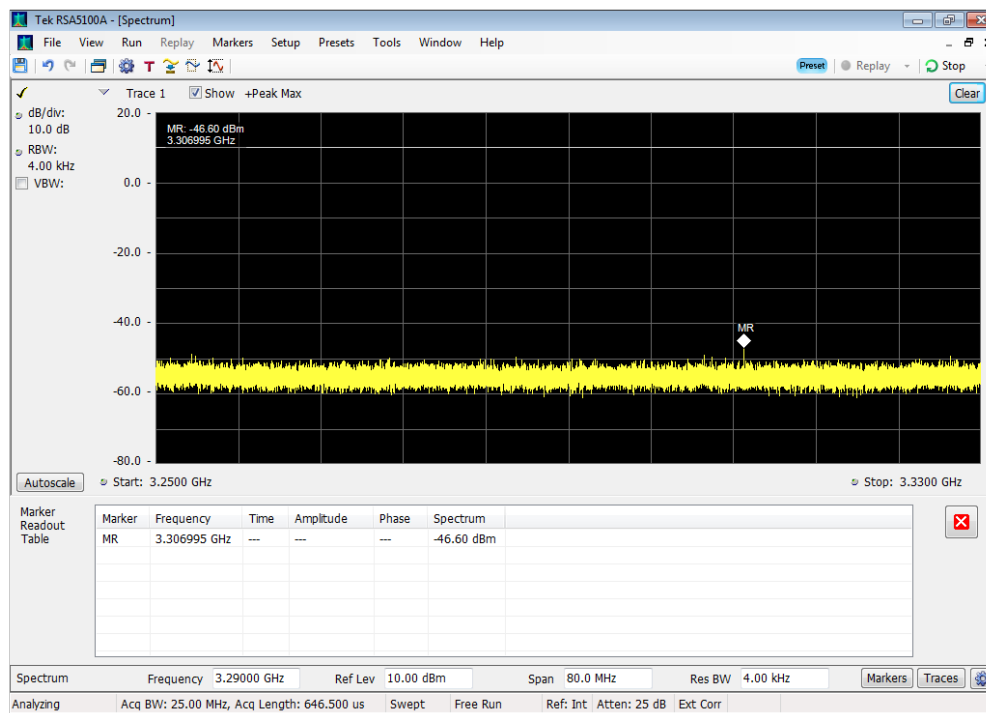 Tek RSA5100A - [Spectrum]
File View Run Replay Markers Setup Presets Tools Window Help
Preset Replay Stop
Trace 1 Show +Peak Max Clear
dB/div:
10.0 dB
RBW:
4.00 kHz
VBW:
20.0 -
0.0 -
-20.0 -
-40.0 -
-60.0 -
-80.0 -
MR: -46.60 dBm
3.306995 GHz
MR
Autoscale Start: 3.2500 GHz Stop: 3.3300 GHz
Marker
Readout
Table
Marker Frequency Time Amplitude Phase Spectrum
MR 3.306995 GHz --- --- --- -46.60 dBm
Spectrum Frequency 3.29000 GHz Ref Lev 10.00 dBm Span 80.0 MHz Res BW 4.00 kHz Markers Traces
Analyzing Acq BW: 25.00 MHz, Acq Length: 646.500 us Swept Free Run Ref: Int Atten: 25 dB Ext Corr